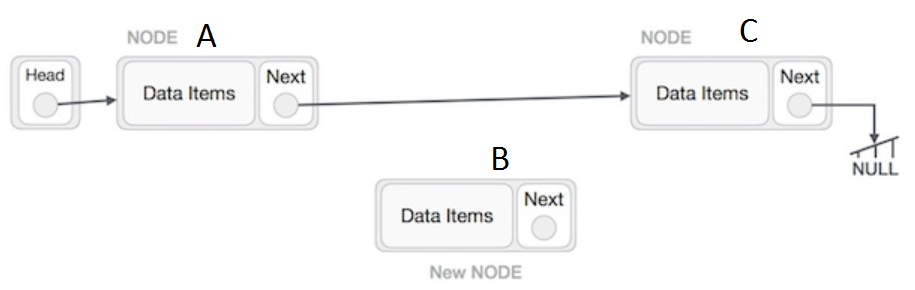 NODE A
NODE C
Head
Data Items
Next
Data Items
Next
NULL
B
Data Items
Next
New NODE